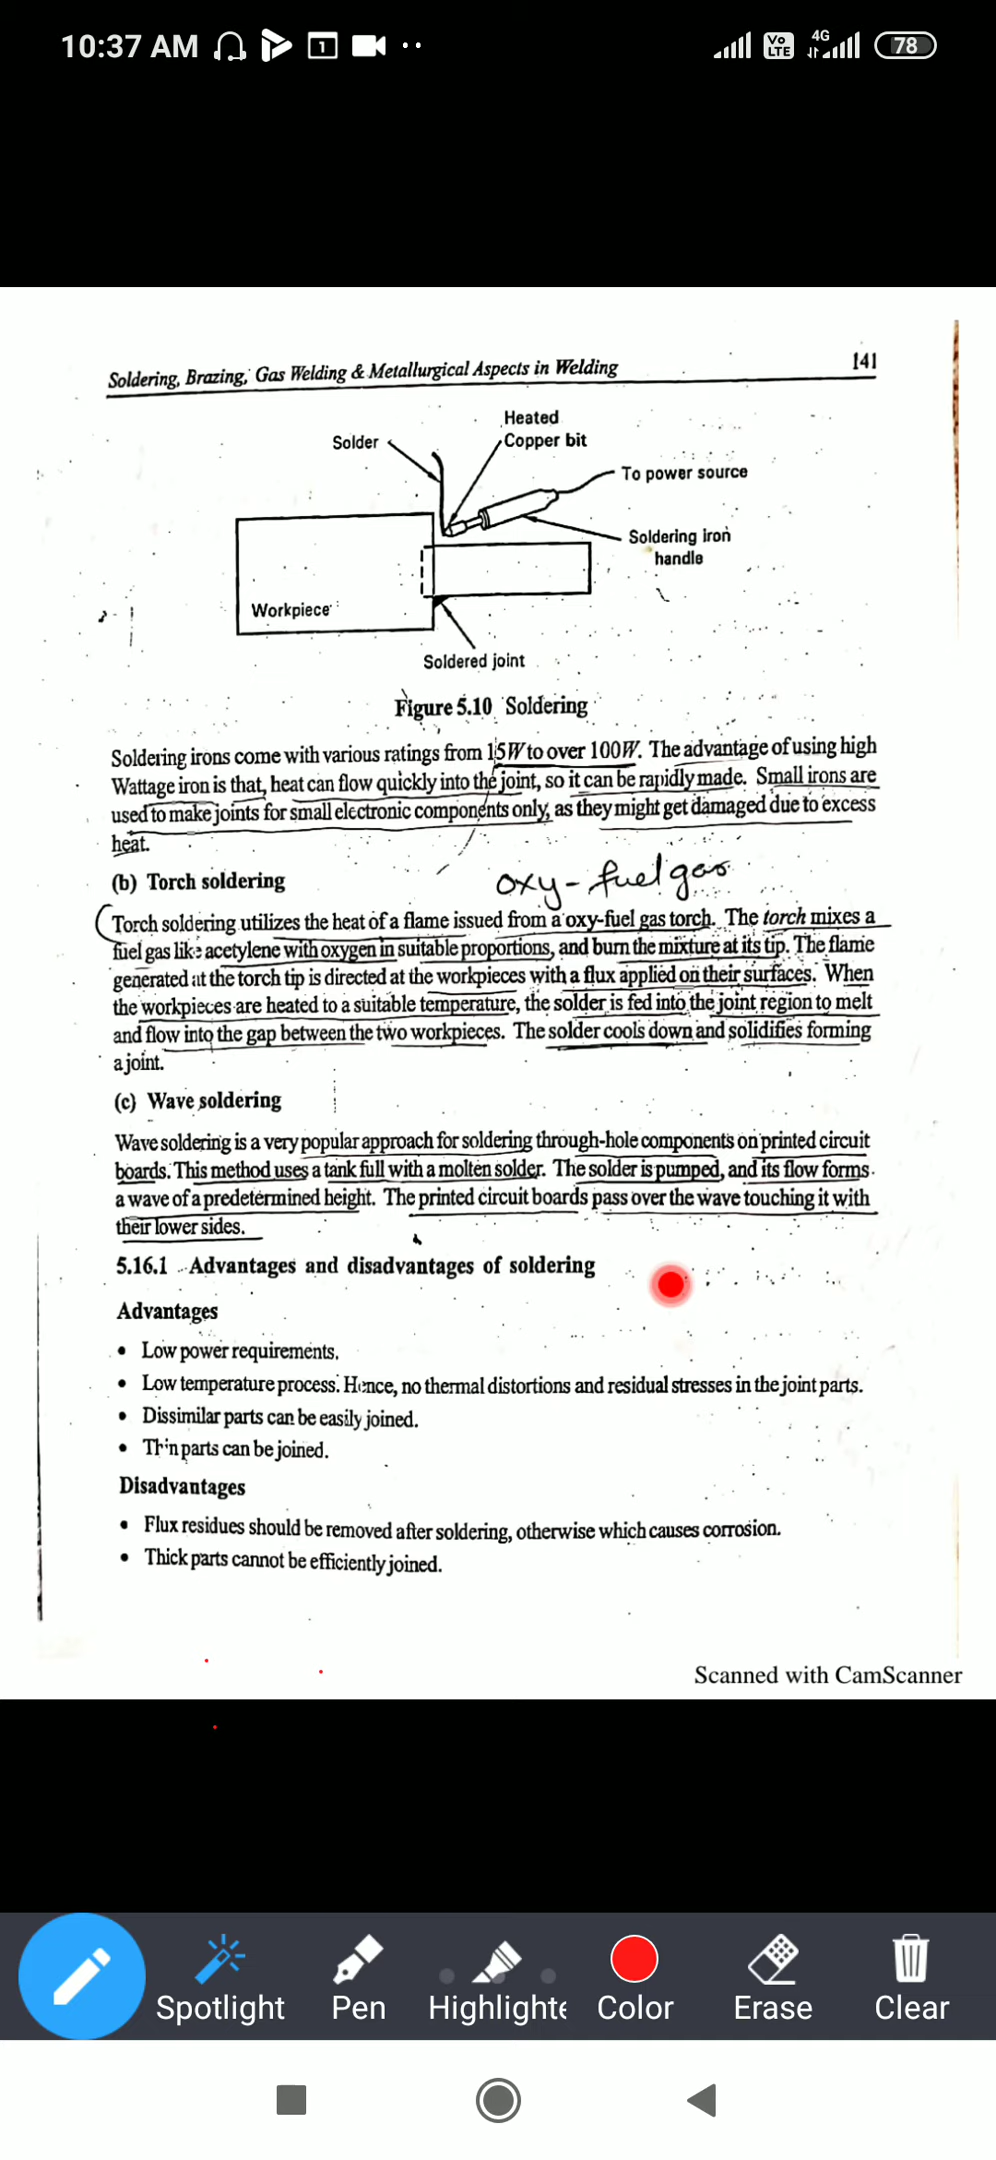 10:37 AM
1
Vo LTE
4G
78
Soldering, Brazing, Gas Welding & Metallurgical Aspects in Welding
141
Heated
Copper bit
Solder
To power source
Soldering iron
handle
Workpiece
Soldered joint
Figure 5.10 Soldering
Soldering irons come with various ratings from 15W to over 100W. The advantage of using high
Wattage iron is that, heat can flow quickly into the joint, so it can be rapidly made. Small irons are
used to make joints for small electronic components only, as they might get damaged due to excess
heat.
(b) Torch soldering
oxy-fuel gas
Torch soldering utilizes the heat of a flame issued from a oxy-fuel gas torch. The torch mixes a
fuel gas like acetylene with oxygen in suitable proportions, and burn the mixture at its tip. The flame
generated at the torch tip is directed at the workpieces with a flux applied on their surfaces. When
the workpieces are heated to a suitable temperature, the solder is fed into the joint region to melt
and flow into the gap between the two workpieces. The solder cools down and solidifies forming
a joint.
(c) Wave soldering
Wave soldering is a very popular approach for soldering through-hole components on printed circuit
boards. This method uses a tank full with a molten solder. The solder is pumped, and its flow forms
a wave of a predetermined height. The printed circuit boards pass over the wave touching it with
their lower sides.
5.16.1 Advantages and disadvantages of soldering
Advantages
• Low power requirements.
• Low temperature process. Hence, no thermal distortions and residual stresses in the joint parts.
• Dissimilar parts can be easily joined.
• Thin parts can be joined.
Disadvantages
• Flux residues should be removed after soldering, otherwise which causes corrosion.
• Thick parts cannot be efficiently joined.
Scanned with CamScanner
Spotlight
Pen
Highlighte
Color
Erase
Clear